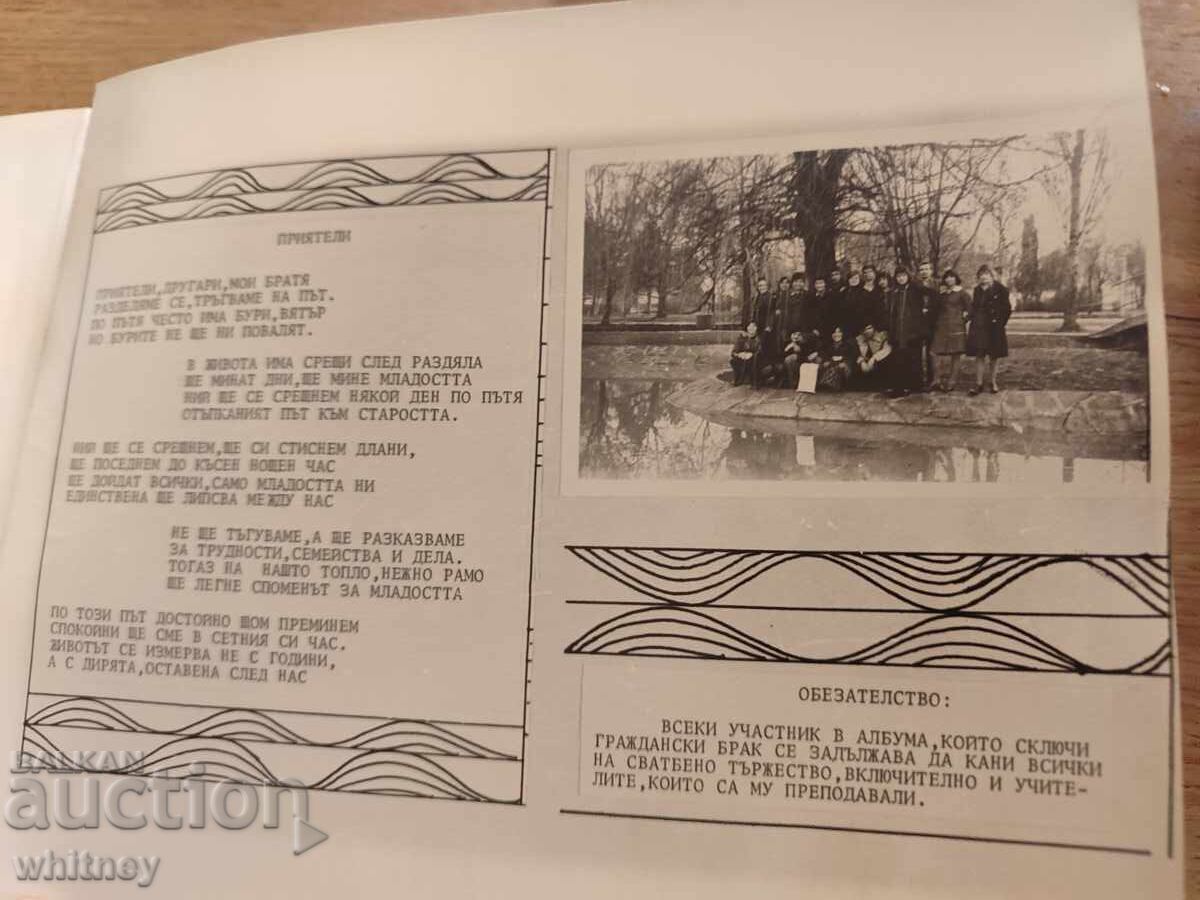 ПРИЯТЕЛИ
ПРИЯТЕЛИ,ДРУГАРИ,МОИ БРАТЯ
РАЗДЕЛЯМЕ СЕ,ТРЪГВАМЕ НА ПЪТ.
ПО ПЪТЯ ЧЕСТО ИМА БУРИ,ВЯТЪР
НО БУРИТЕ НЕ ЩЕ НИ ПОВАЛЯТ.
В ЖИВОТА ИМА СРЕЩИ СЛЕД РАЗДЯЛА
ЩЕ МИНАТ ДНИ,ЩЕ МИНЕ МЛАДОСТТА
НИЙ ЩЕ СЕ СРЕЩНЕМ НЯКОЙ ДЕН ПО ПЪТЯ
ОТЪПКАНИЯТ ПЪТ КЪМ СТАРОСТТА.
НИЙ ЩЕ СЕ СРЕЩНЕМ,ЩЕ СИ СТИСНЕМ ДЛАНИ,
ЩЕ ПОСЕДНЕМ ДО КЪСЕН НОЩЕН ЧАС
ЩЕ ДОЙДАТ ВСИЧКИ,САМО МЛАДОСТТА НИ
ЕДИНСТВЕНА ЩЕ ЛИПСВА МЕЖДУ НАС
НЕ ЩЕ ТЪГУВАМЕ,А ЩЕ РАЗКАЗВАМЕ
ЗА ТРУДНОСТИ,СЕМЕЙСТВА И ДЕЛА.
ТОГАЗ НА НАШТО ТОПЛО,НЕЖНО РАМО
ЩЕ ЛЕГНЕ СПОМЕНЪТ ЗА МЛАДОСТТА
ПО ТОЗИ ПЪТ ДОСТОЙНО ЩОМ ПРЕМИНЕМ
СПОКОЙНИ ЩЕ СМЕ В СЕТНИЯ СИ ЧАС.
ЖИВОТЪТ СЕ ИЗМЕРВА НЕ С ГОДИНИ,
А С ДИРЯТА,ОСТАВЕНА СЛЕД НАС
ОБЕЗАТЕЛСТВО:
ВСЕКИ УЧАСТНИК В АЛБУМА,КОЙТО СКЛЮЧИ
ГРАЖДАНСКИ БРАК СЕ ЗАДЪЛЖАВА ДА КАНИ ВСИЧКИ
НА СВАТБЕНО ТЪРЖЕСТВО,ВКЛЮЧИТЕЛНО И УЧИТЕ-
ЛИТЕ,КОИТО СА МУ ПРЕПОДАВАЛИ.
BALKAN
auction
whitney